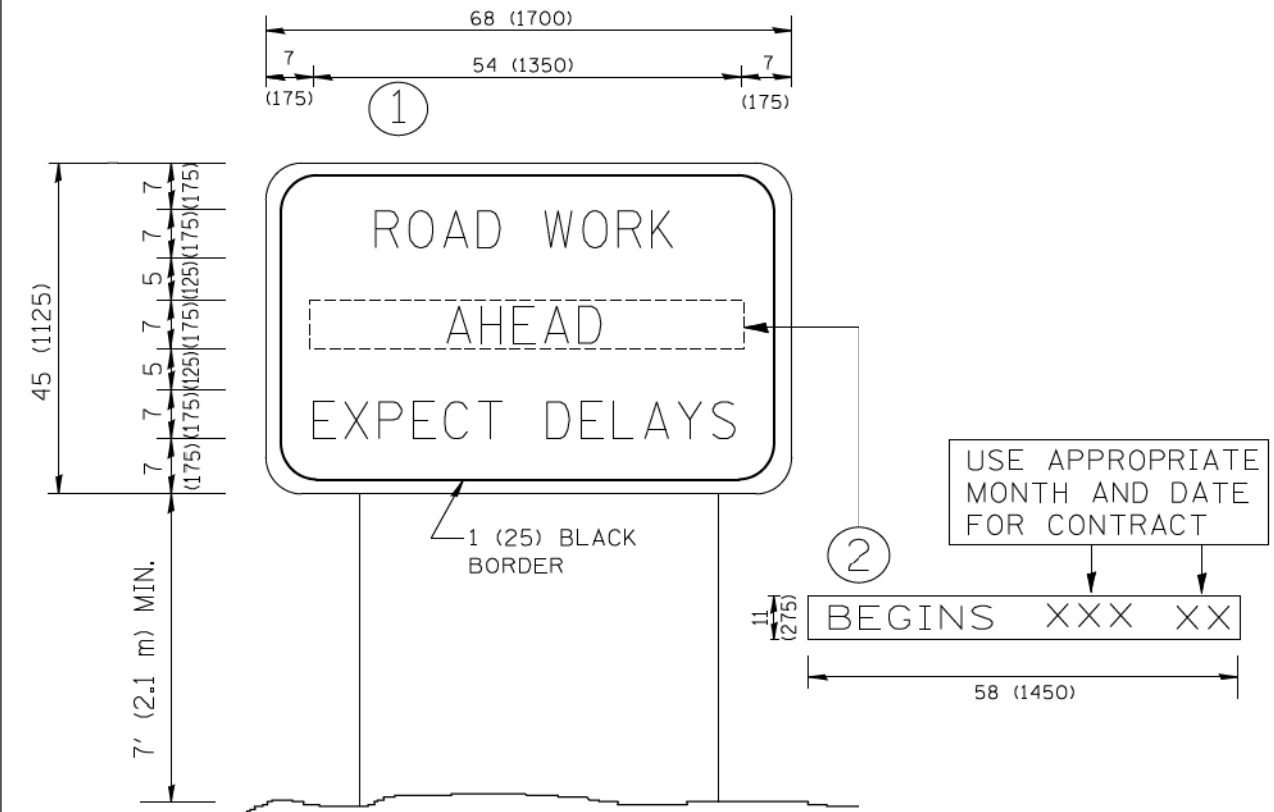 68 (1700)
7
54 (1350)
7
(175)
(175)
1
45 (1125)
7 (175)
7 (175)
5 (125)
7 (175)
5 (125)
7 (175)
7 (175)
ROAD WORK
AHEAD
EXPECT DELAYS
1 (25) BLACK
BORDER
7' (2.1 m) MIN.
USE APPROPRIATE
MONTH AND DATE
FOR CONTRACT
2
11
(275)
BEGINS XXX XX
58 (1450)